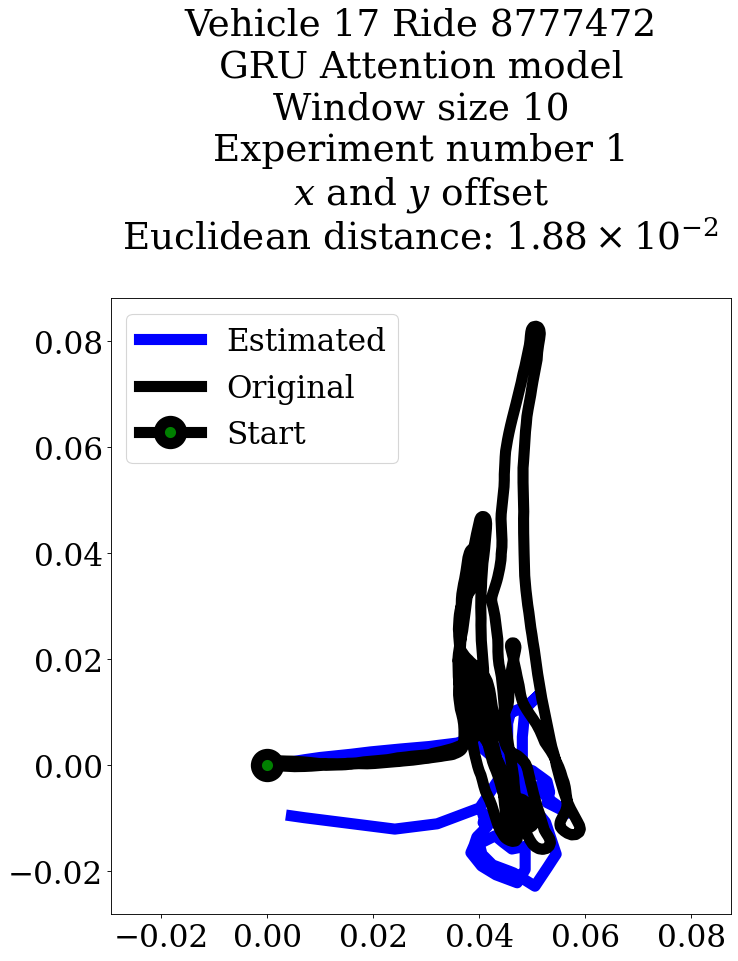 Vehicle 17 Ride 8777472
GRU Attention model
Window size 10
Experiment number 1
x and y offset
Euclidean distance: 1.88 × 10⁻²
Estimated
Original
Start
0.08
0.06
0.04
0.02
0.00
−0.02
−0.02 0.00 0.02 0.04 0.06 0.08